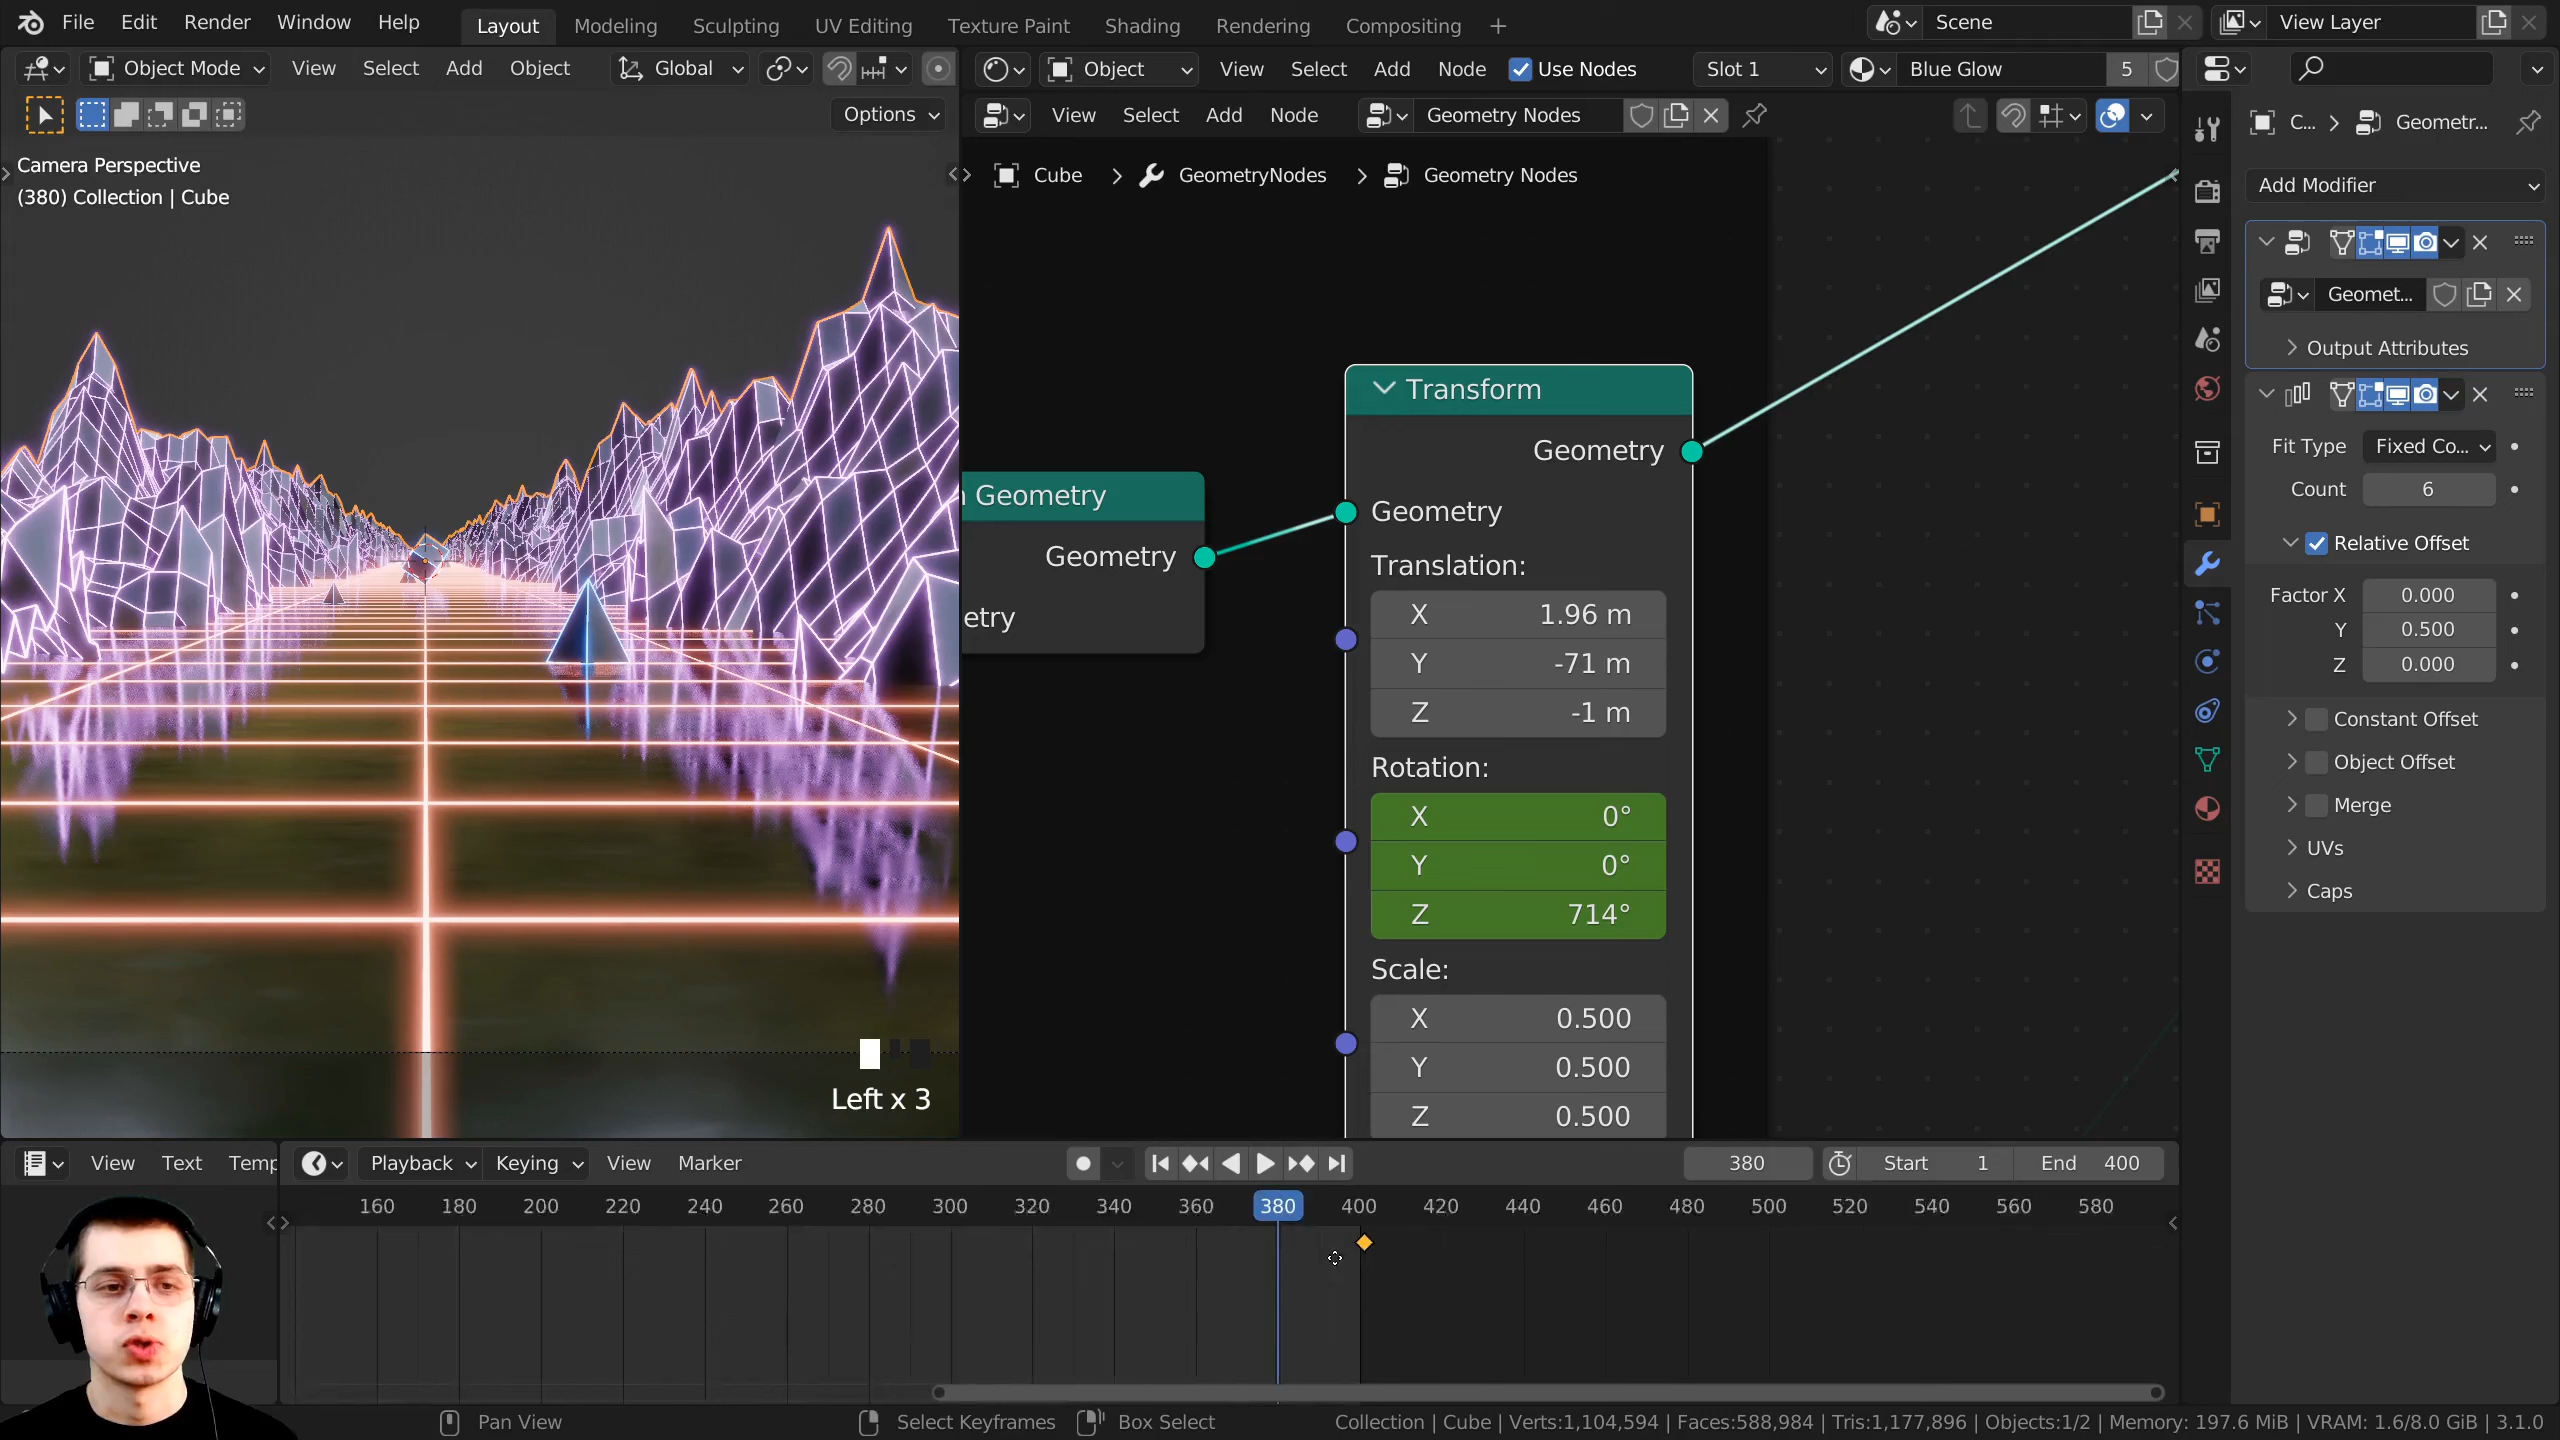 File Edit Render Window Help Layout Modeling Sculpting UV Editing Texture Paint Shading Rendering Compositing + Scene View Layer
Object Mode View Select Add Object Global Object View Select Add Node Use Nodes Slot 1 Blue Glow 5
Options View Select Add Node Geometry Nodes
C... Geometr...
Camera Perspective
(380) Collection | Cube
Cube GeometryNodes Geometry Nodes
Add Modifier
Geomet...
Output Attributes
Fit Type Fixed Co...
Count 6
Relative Offset
Factor X 0.000
Y 0.500
Z 0.000
Constant Offset
Object Offset
Merge
UVs
Caps
Geometry
Geometry
etry
Transform
Geometry
Geometry
Translation:
X 1.96 m
Y -71 m
Z -1 m
Rotation:
X 0°
Y 0°
Z 714°
Scale:
X 0.500
Y 0.500
Z 0.500
Left x 3
View Text Temp Playback Keying View Marker 380 Start 1 End 400
160 180 200 220 240 260 280 300 320 340 360 380 400 420 440 460 480 500 520 540 560 580
Pan View Select Keyframes Box Select Collection | Cube | Verts:1,104,594 | Faces:588,984 | Tris:1,177,896 | Objects:1/2 | Memory: 197.6 MiB | VRAM: 1.6/8.0 GiB | 3.1.0